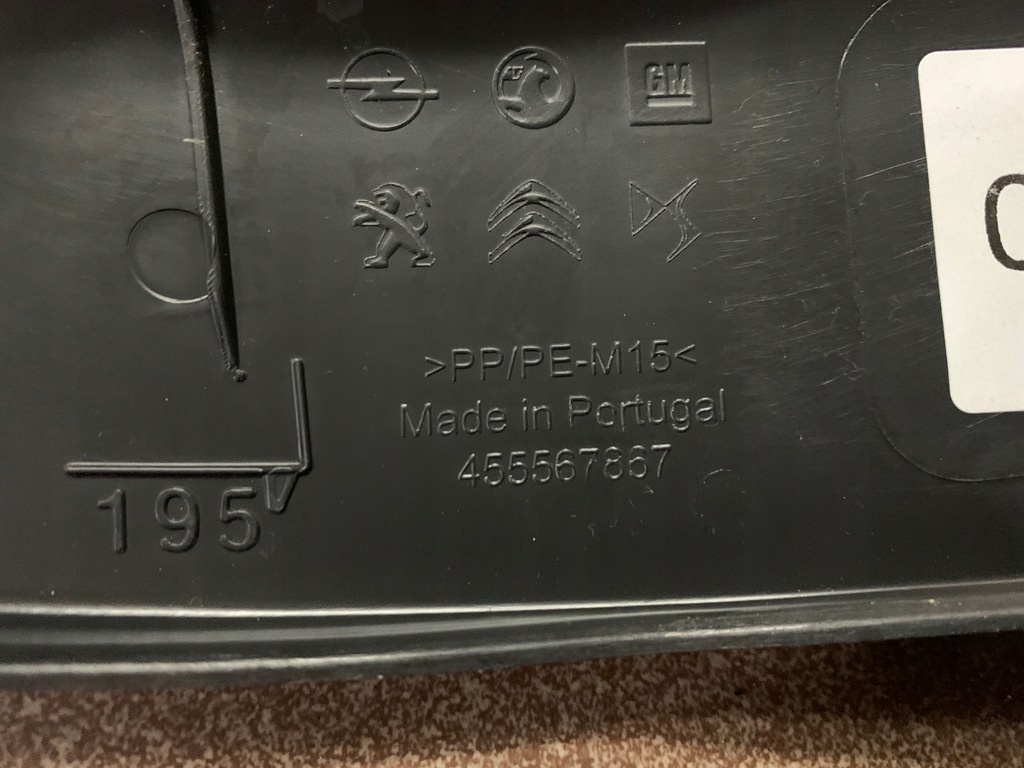 GM
>PP/PE-M15<
Made in Portugal
455567867
195